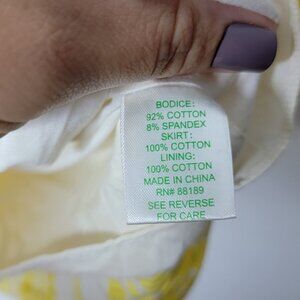 BODICE:
92% COTTON
8% SPANDEX
SKIRT:
100% COTTON
LINING:
100% COTTON
MADE IN CHINA
RN# 88189
SEE REVERSE
FOR CARE